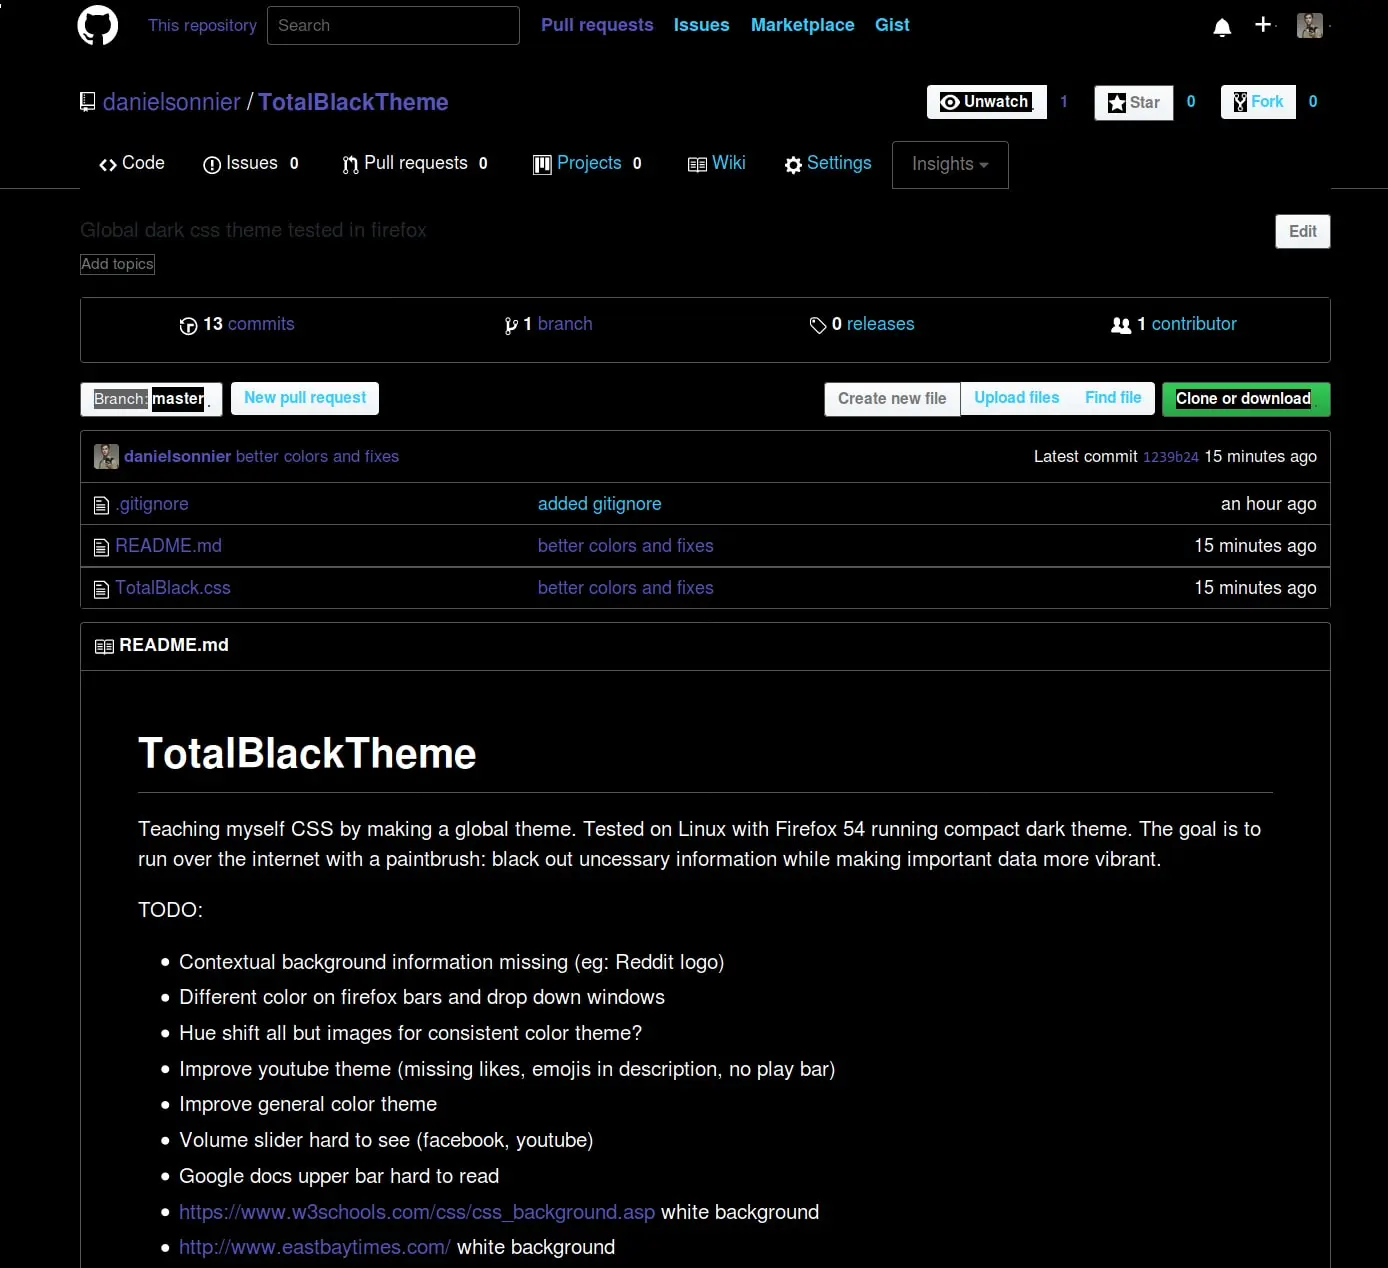 This repository Search Pull requests Issues Marketplace Gist
danielsonnier / TotalBlackTheme Unwatch 1 Star 0 Fork 0
Code Issues 0 Pull requests 0 Projects 0 Wiki Settings Insights
Global dark css theme tested in firefox Edit
Add topics
13 commits 1 branch 0 releases 1 contributor
Branch: master New pull request Create new file Upload files Find file Clone or download
danielsonnier better colors and fixes Latest commit 1239b24 15 minutes ago
.gitignore added gitignore an hour ago
README.md better colors and fixes 15 minutes ago
TotalBlack.css better colors and fixes 15 minutes ago
README.md
TotalBlackTheme
Teaching myself CSS by making a global theme. Tested on Linux with Firefox 54 running compact dark theme. The goal is to
run over the internet with a paintbrush: black out uncessary information while making important data more vibrant.
TODO:
• Contextual background information missing (eg: Reddit logo)
• Different color on firefox bars and drop down windows
• Hue shift all but images for consistent color theme?
• Improve youtube theme (missing likes, emojis in description, no play bar)
• Improve general color theme
• Volume slider hard to see (facebook, youtube)
• Google docs upper bar hard to read
• https://www.w3schools.com/css/css_background.asp white background
• http://www.eastbaytimes.com/ white background